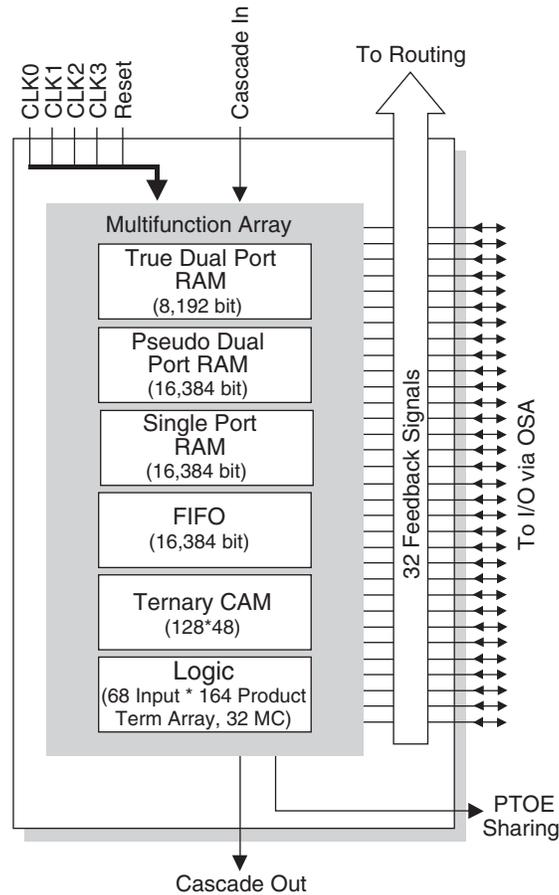 CLK0
CLK1
CLK2
CLK3
Reset
Cascade In
To Routing
Multifunction Array
True Dual Port
RAM
(8,192 bit)
Pseudo Dual
Port RAM
(16,384 bit)
Single Port
RAM
(16,384 bit)
FIFO
(16,384 bit)
Ternary CAM
(128*48)
Logic
(68 Input * 164 Product
Term Array, 32 MC)
32 Feedback Signals
To I/O via OSA
PTOE
Sharing
Cascade Out